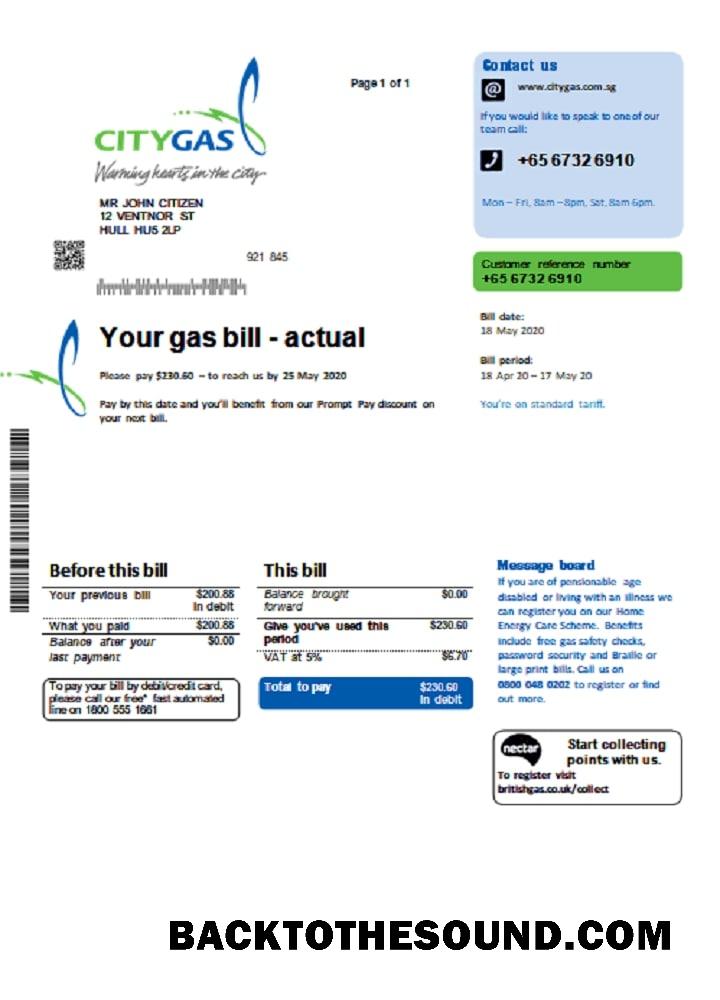 Page 1 of 1
CITYGAS
Warming hearts in the city
MR JOHN CITIZEN
12 VENTNOR ST
HULL HU5 2LP
921 845
Contact us
@
www.citygas.com.sg
If you would like to speak to one of our
team call:
+65 6732 6910
Mon – Fri, 8am – 8pm, Sat, 8am 6pm.
Customer reference number
+65 6732 6910
Your gas bill - actual
Please pay $230.60 – to reach us by 25 May 2020
Pay by this date and you'll benefit from our Prompt Pay discount on
your next bill.
Bill date:
18 May 2020
Bill period:
18 Apr 20 – 17 May 20
You're on standard tariff.
Before this bill
Your previous bill $200.88
In debit
What you paid $200.88
Balance after your $0.00
last payment
To pay your bill by debit/credit card,
please call our free* fast automated
line on 1800 555 1661
This bill
Balance brought $0.00
forward
Give you've used this $230.60
period
VAT at 5% $6.70
Total to pay $230.60
In debit
Message board
If you are of pensionable age
disabled or living with an illness we
can register you on our Home
Energy Care Scheme. Benefits
include free gas safety checks,
password security and Braille or
large print bills. Call us on
0800 048 0202 to register or find
out more.
nectar
Start collecting
points with us.
To register visit
britishgas.co.uk/collect
BACKTOTHESOUND.COM